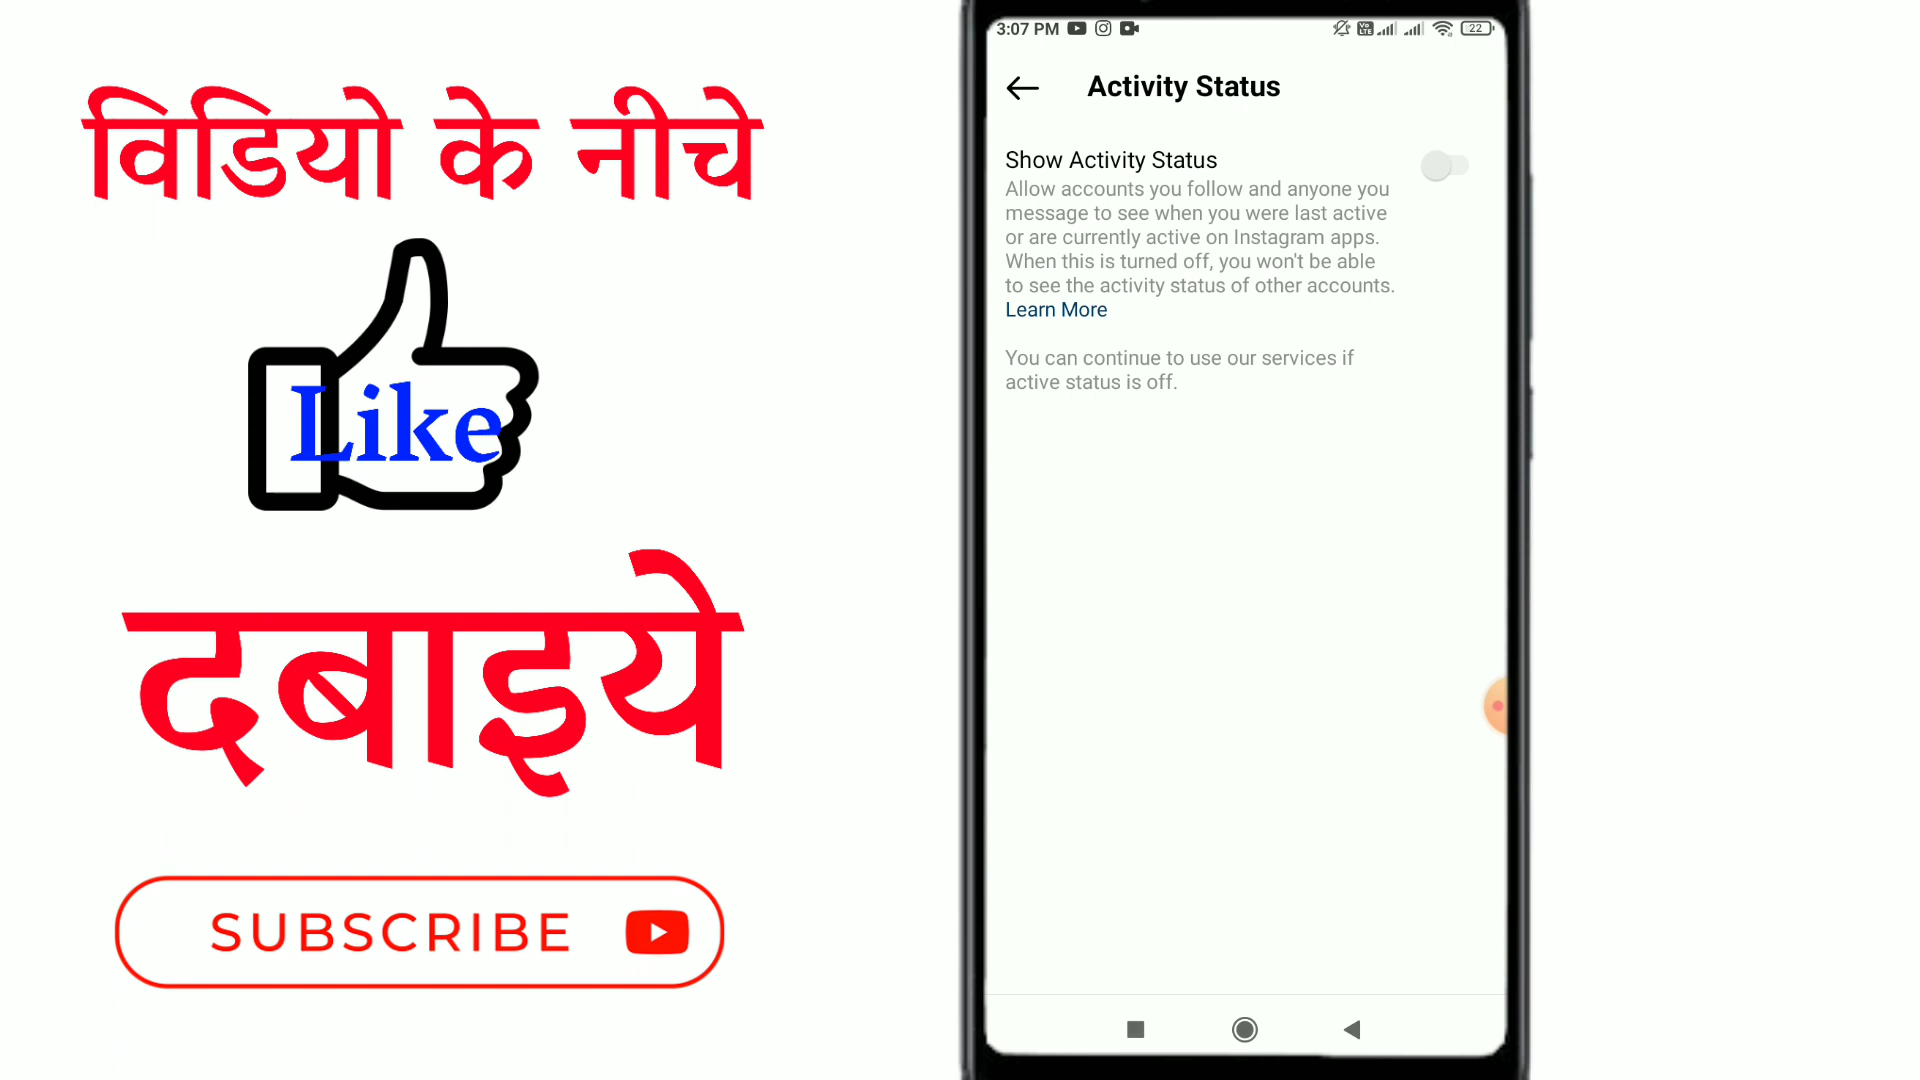 विडियो के नीचे
Like
दबाइये
SUBSCRIBE
3:07 PM
Vo LTE
22
Activity Status
Show Activity Status
Allow accounts you follow and anyone you
message to see when you were last active
or are currently active on Instagram apps.
When this is turned off, you won't be able
to see the activity status of other accounts.
Learn More
You can continue to use our services if
active status is off.